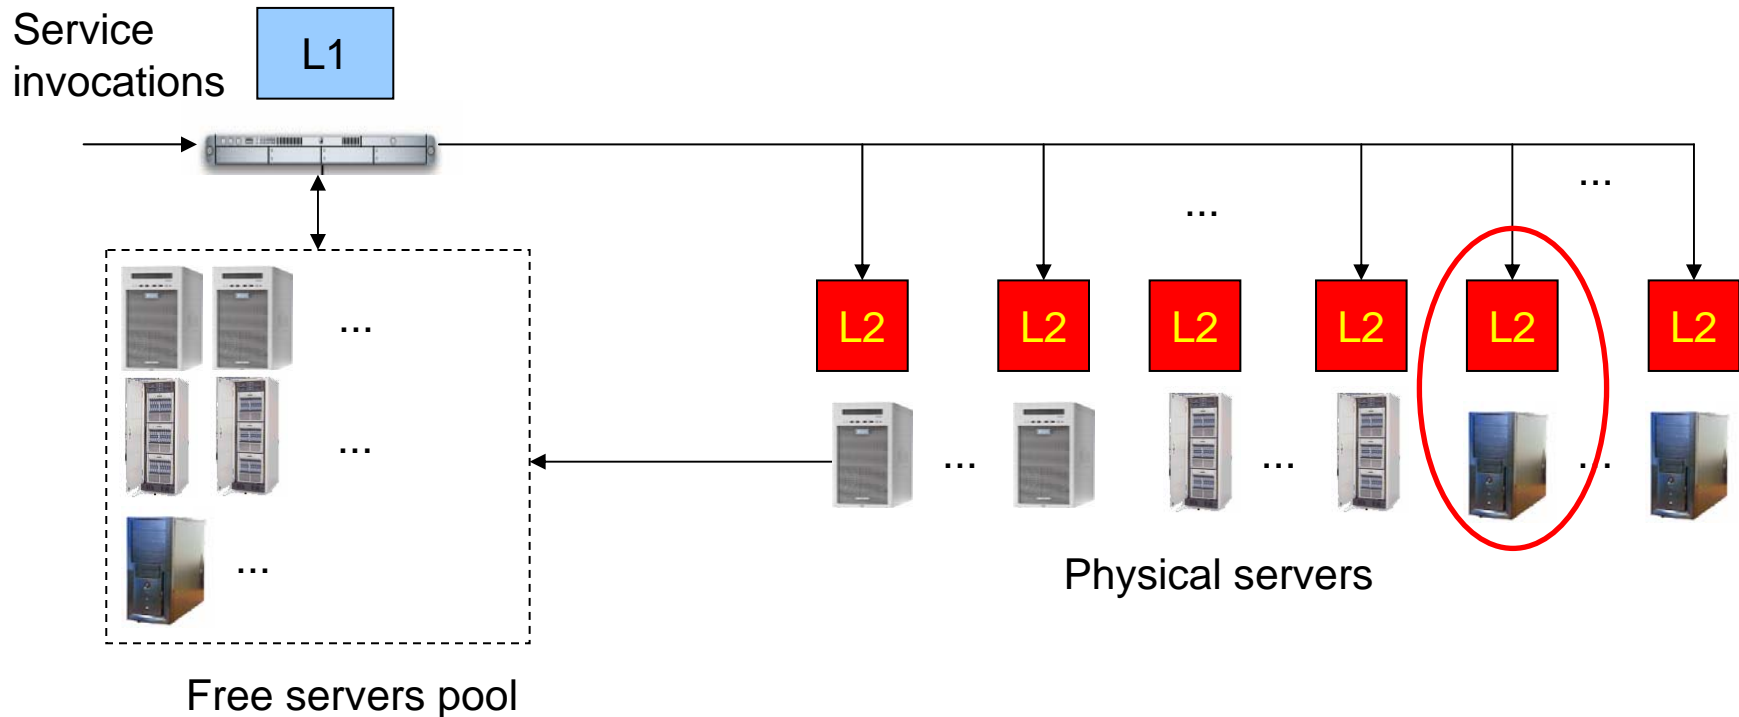 Service
invocations
L1
...
...
L2
L2
L2
L2
L2
L2
...
...
...
...
...
...
Physical servers
Free servers pool